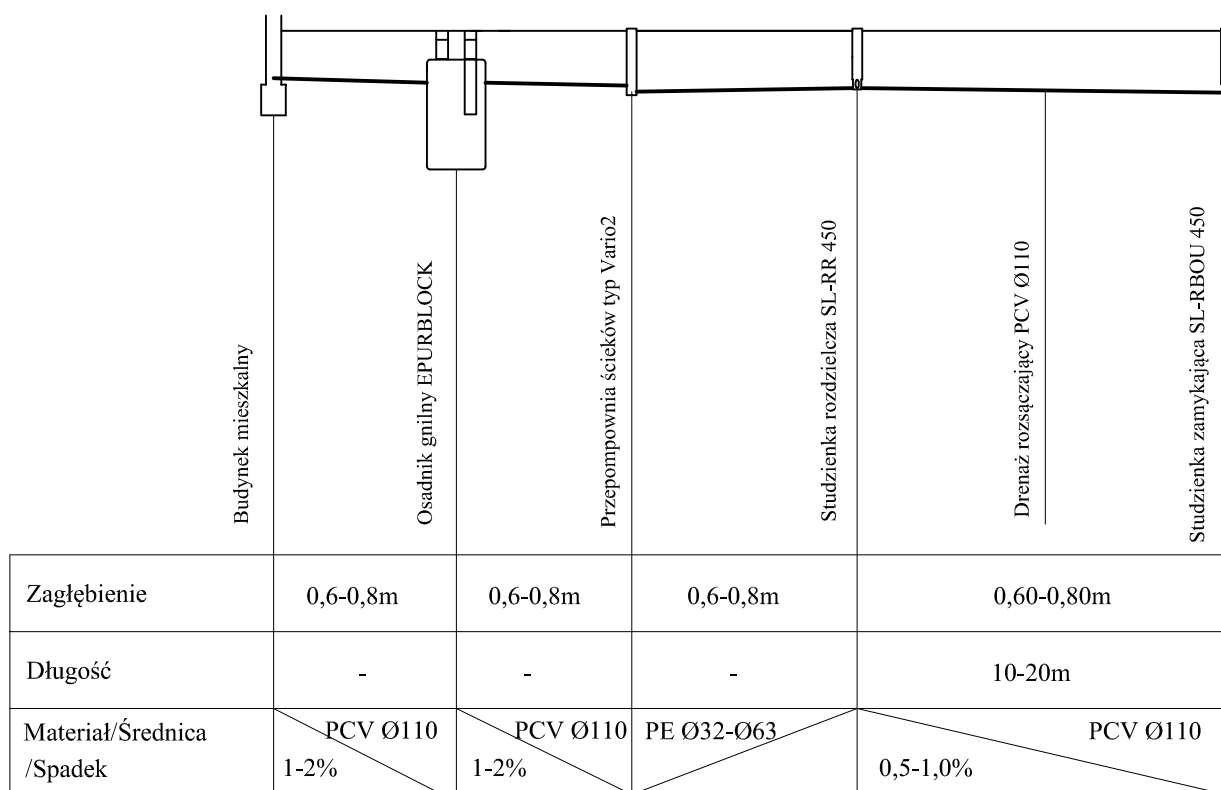 Budynek mieszkalny
Osadnik gnilny EPURBLOCK
Przepompownia ścieków typ Vario2
Studzienka rozdzielcza SL-RR 450
Drenaż rozsączający PCV Ø110
Studzienka zamykająca SL-RBOU 450
Zagłębienie 0,6-0,8m 0,6-0,8m 0,6-0,8m 0,60-0,80m
Długość - - - 10-20m
Materiał/Średnica PCV Ø110 PCV Ø110 PE Ø32-Ø63 PCV Ø110
/Spadek 1-2% 1-2% 0,5-1,0%